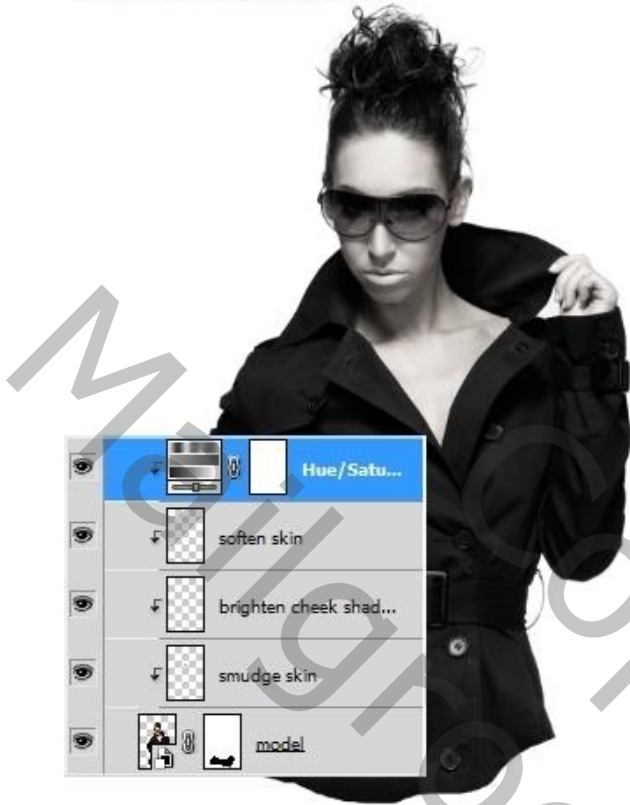 Hue/Satu...
soften skin
brighten cheek shad...
smudge skin
model